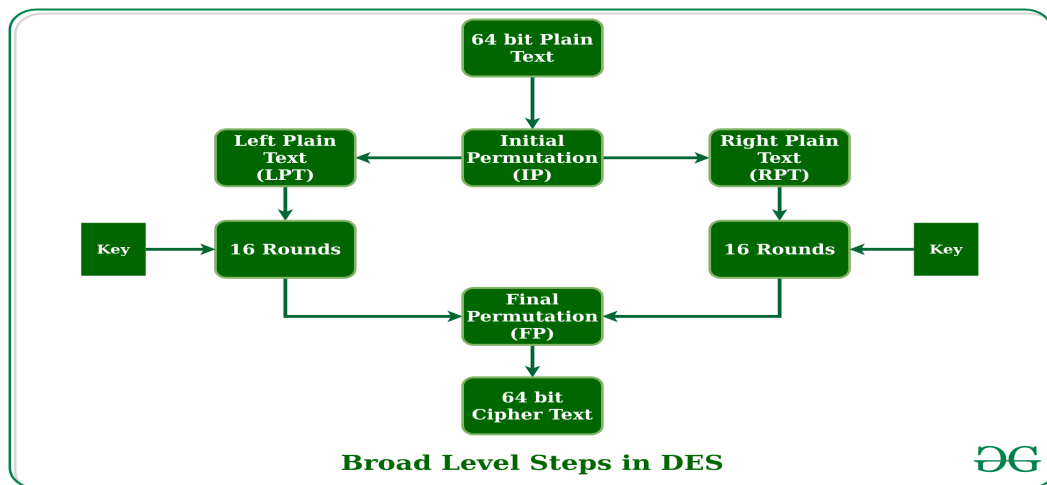 64 bit Plain
Text
Left Plain
Text
(LPT)
Initial
Permutation
(IP)
Right Plain
Text
(RPT)
Key
16 Rounds
16 Rounds
Key
Final
Permutation
(FP)
64 bit
Cipher Text
Broad Level Steps in DES